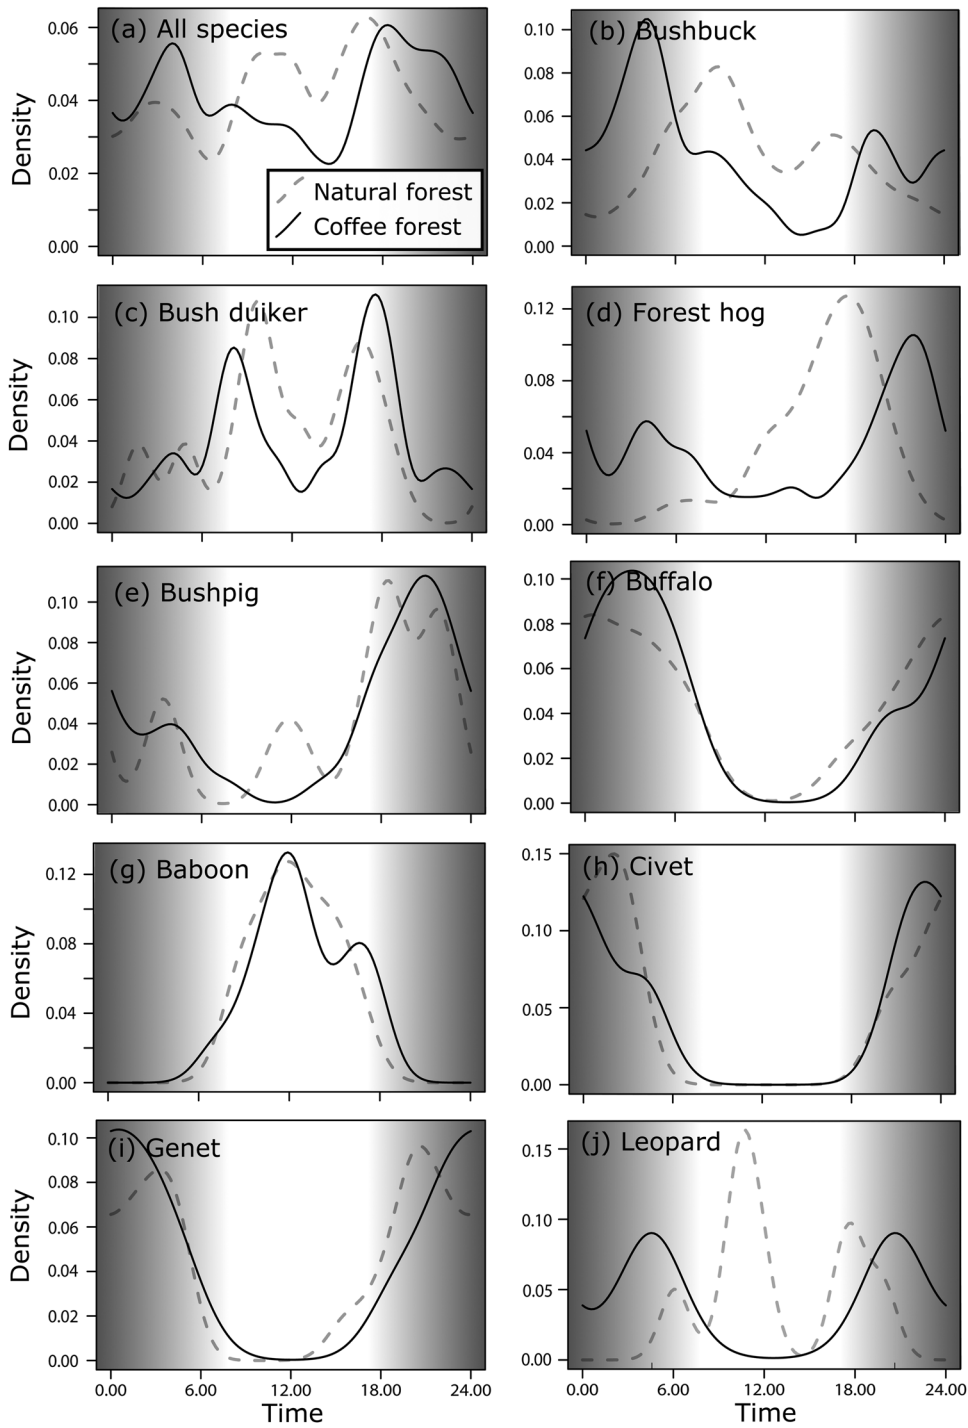 (a) All species
Density
0.06
0.04
0.02
0.00
Natural forest
Coffee forest
(b) Bushbuck
0.10
0.08
0.06
0.04
0.02
0.00
(c) Bush duiker
Density
0.10
0.08
0.06
0.04
0.02
0.00
(d) Forest hog
0.12
0.08
0.04
0.00
(e) Bushpig
Density
0.10
0.08
0.06
0.04
0.02
0.00
(f) Buffalo
0.10
0.08
0.06
0.04
0.02
0.00
(g) Baboon
Density
0.12
0.08
0.04
0.00
(h) Civet
0.15
0.10
0.05
0.00
(i) Genet
Density
0.10
0.08
0.06
0.04
0.02
0.00
0.00 6.00 12.00 18.00 24.00
Time
(j) Leopard
0.15
0.10
0.05
0.00
0.00 6.00 12.00 18.00 24.00
Time